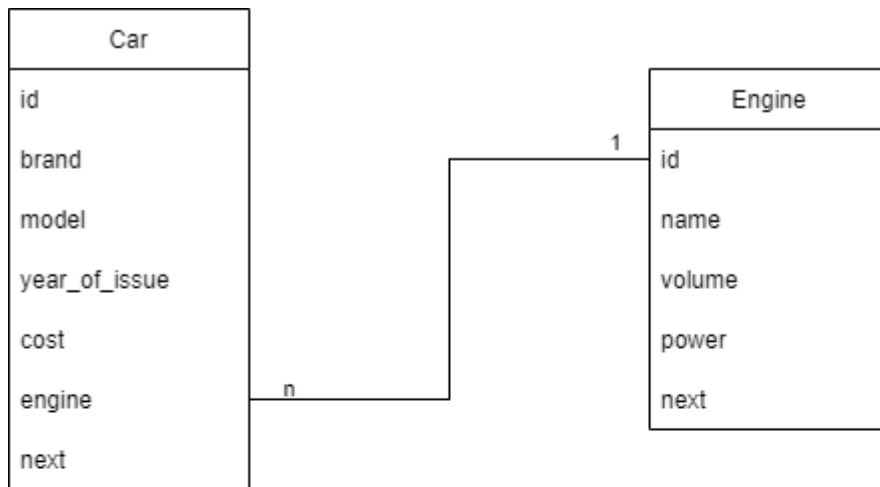 Car
id
brand
model
year_of_issue
cost
engine
next
n
1
Engine
id
name
volume
power
next